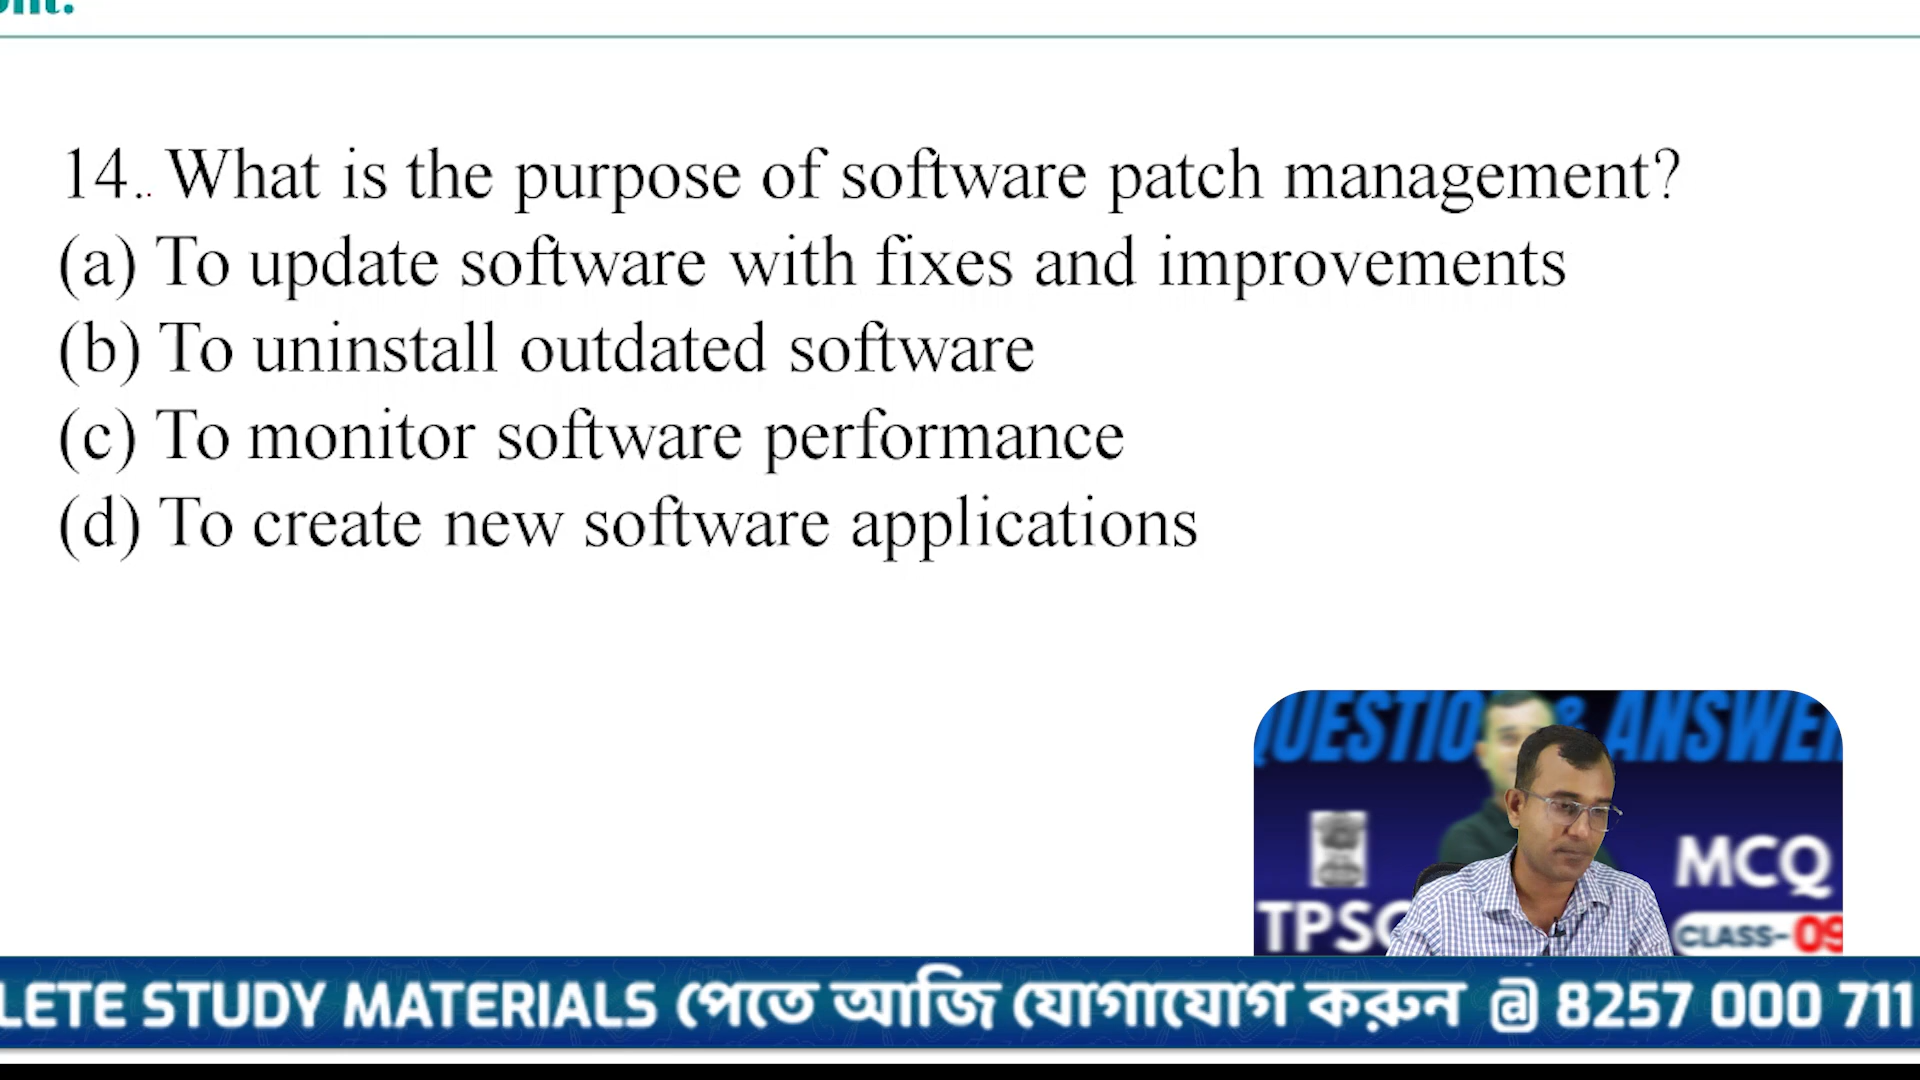 14.. What is the purpose of software patch management?
(a) To update software with fixes and improvements
(b) To uninstall outdated software
(c) To monitor software performance
(d) To create new software applications
QUESTION & ANSWER
TPSC
MCQ
CLASS-09
LETE STUDY MATERIALS পেতে আজি যোগাযোগ করুন @ 8257 000 711